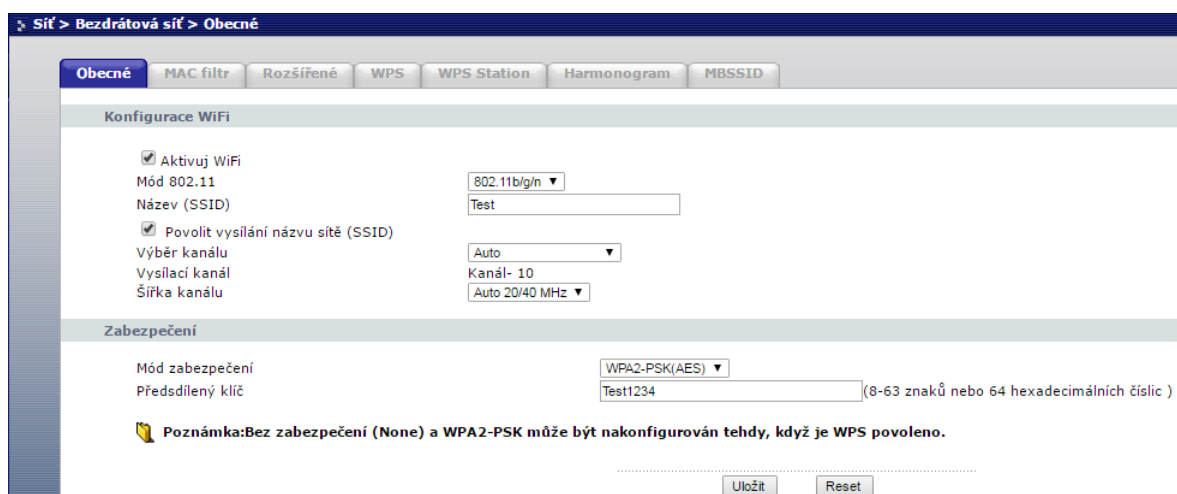 Síť > Bezdrátová síť > Obecné
Obecné MAC filtr Rozšířené WPS WPS Station Harmonogram MBSSID
Konfigurace WiFi
Aktivuj WiFi
Mód 802.11 802.11b/g/n
Název (SSID) Test
Povolit vysílání názvu sítě (SSID)
Výběr kanálu Auto
Vysílací kanál Kanál- 10
Šířka kanálu Auto 20/40 MHz
Zabezpečení
Mód zabezpečení WPA2-PSK(AES)
Předsdílený klíč Test1234 (8-63 znaků nebo 64 hexadecimálních číslic )
Poznámka:Bez zabezpečení (None) a WPA2-PSK může být nakonfigurován tehdy, když je WPS povoleno.
Uložit Reset